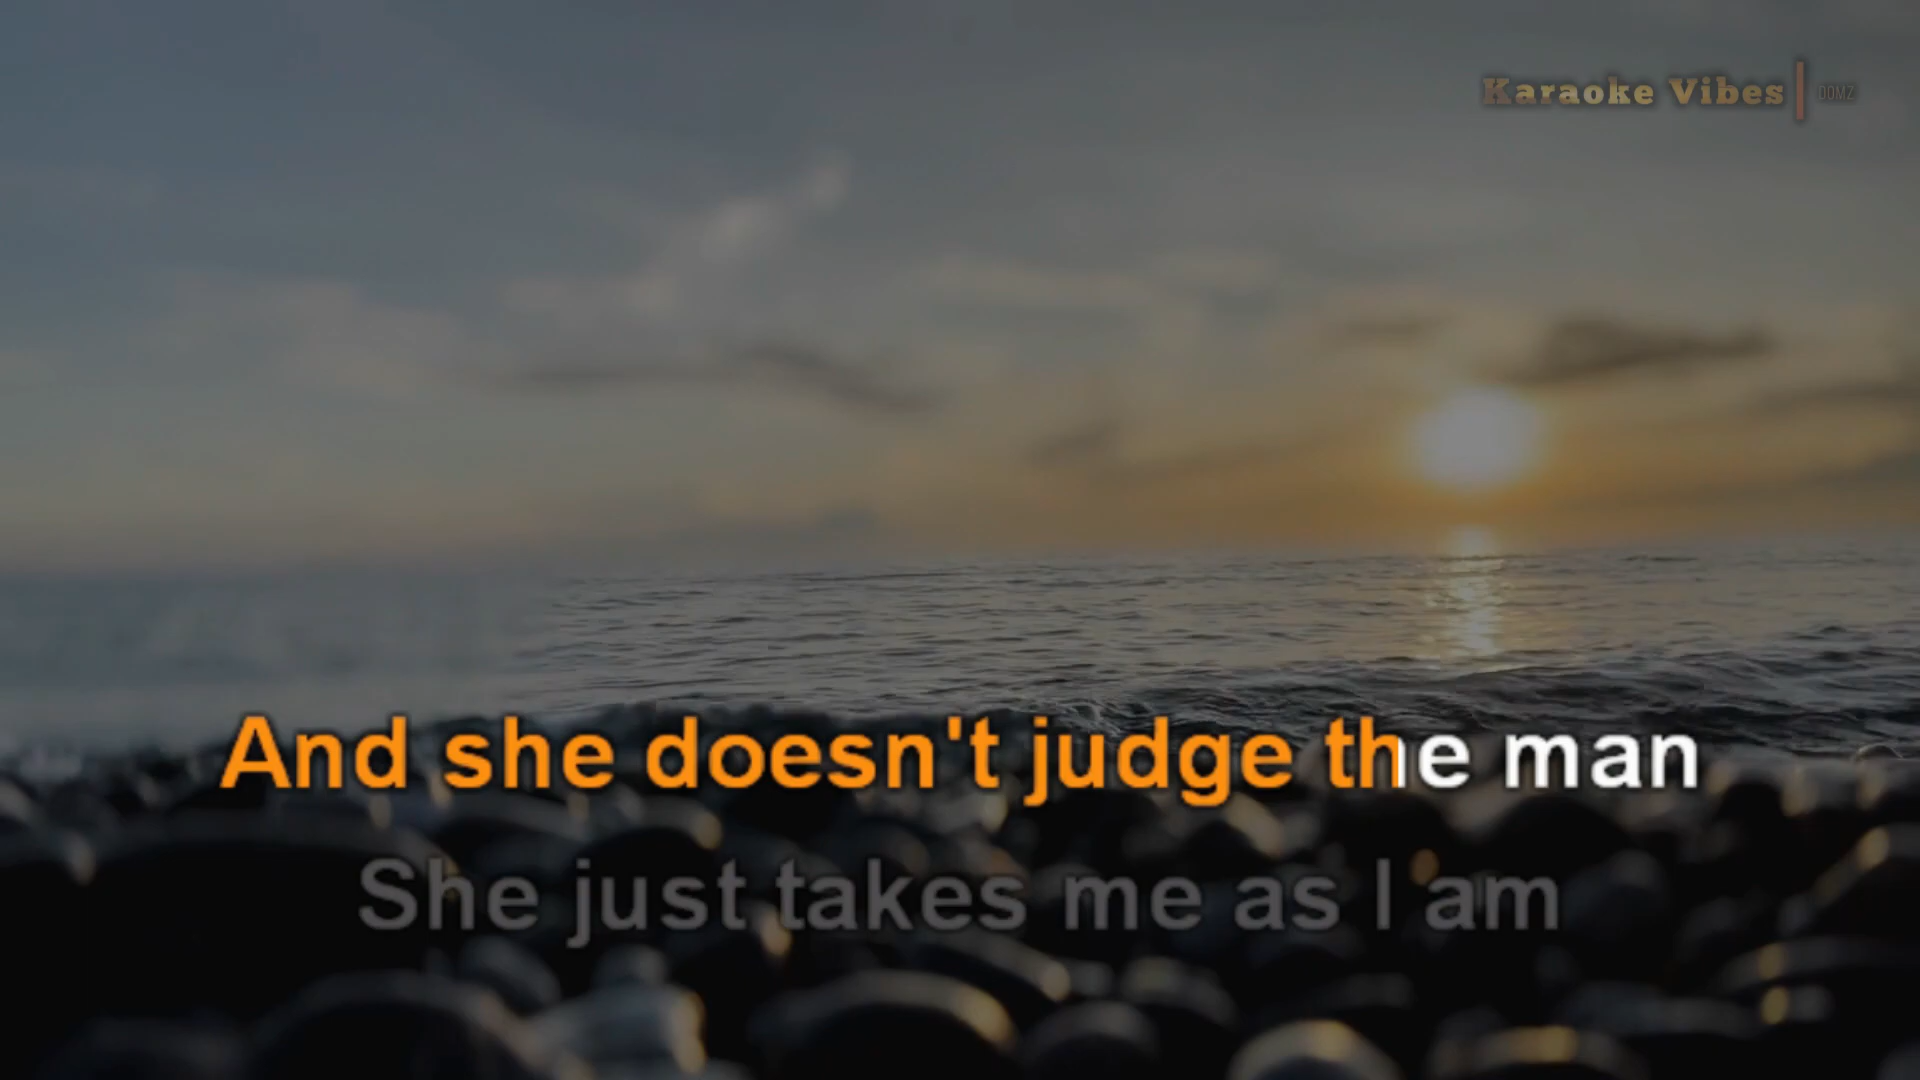 Karaoke Vibes | DOMZ
And she doesn't judge the man
She just takes me as I am